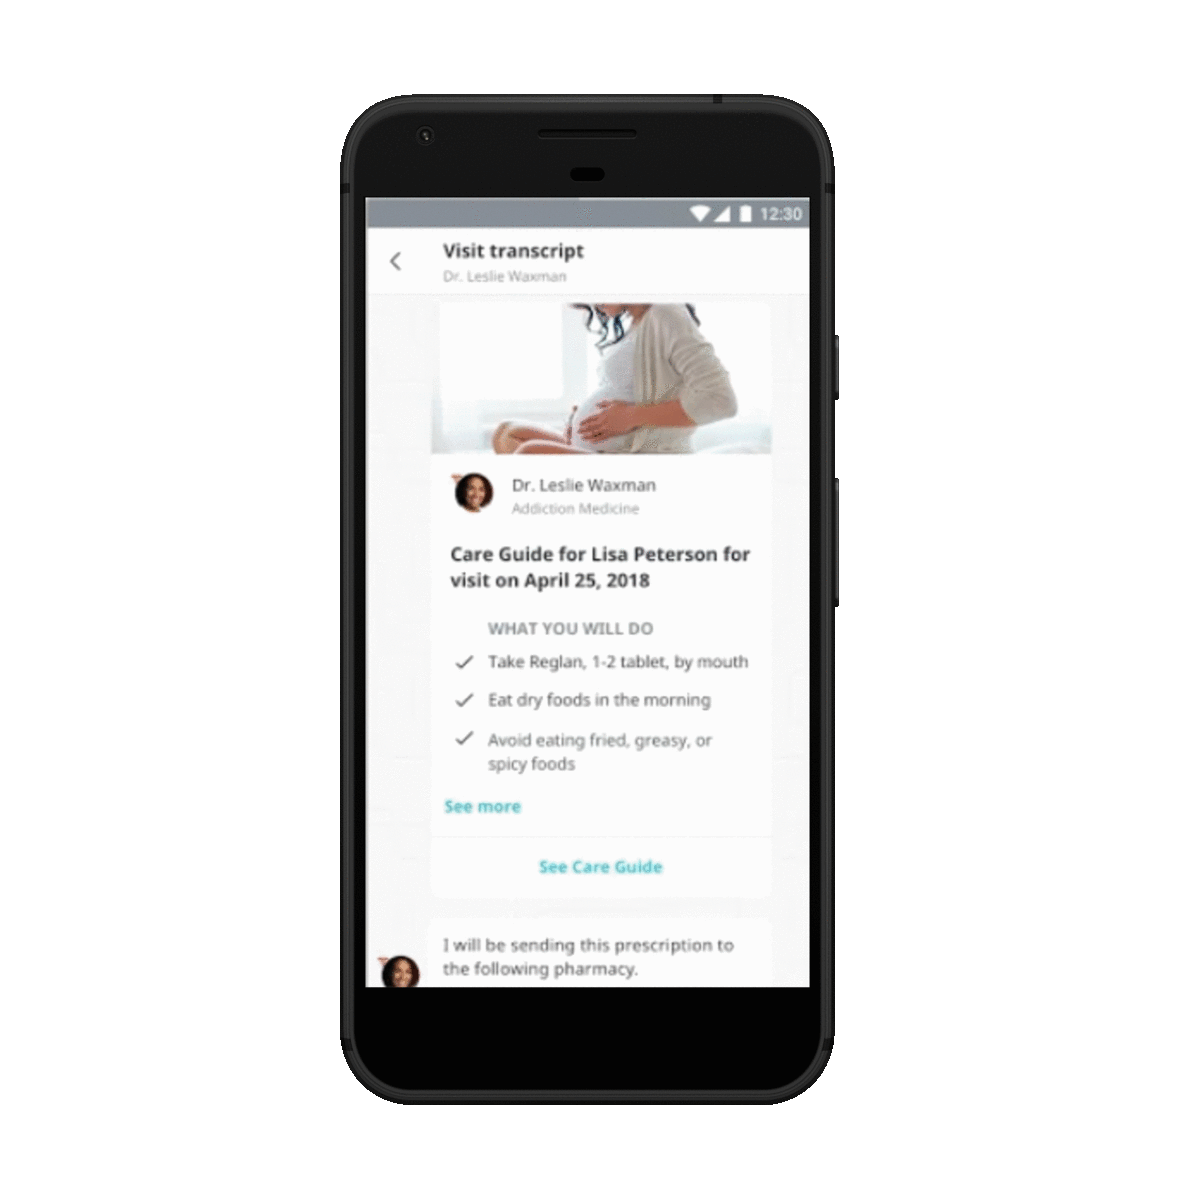 12:30
Visit transcript
Dr. Leslie Waxman
Dr. Leslie Waxman
Addiction Medicine
Care Guide for Lisa Peterson for
visit on April 25, 2018
WHAT YOU WILL DO
Take Reglan, 1-2 tablet, by mouth
Eat dry foods in the morning
Avoid eating fried, greasy, or
spicy foods
See more
See Care Guide
I will be sending this prescription to
the following pharmacy.